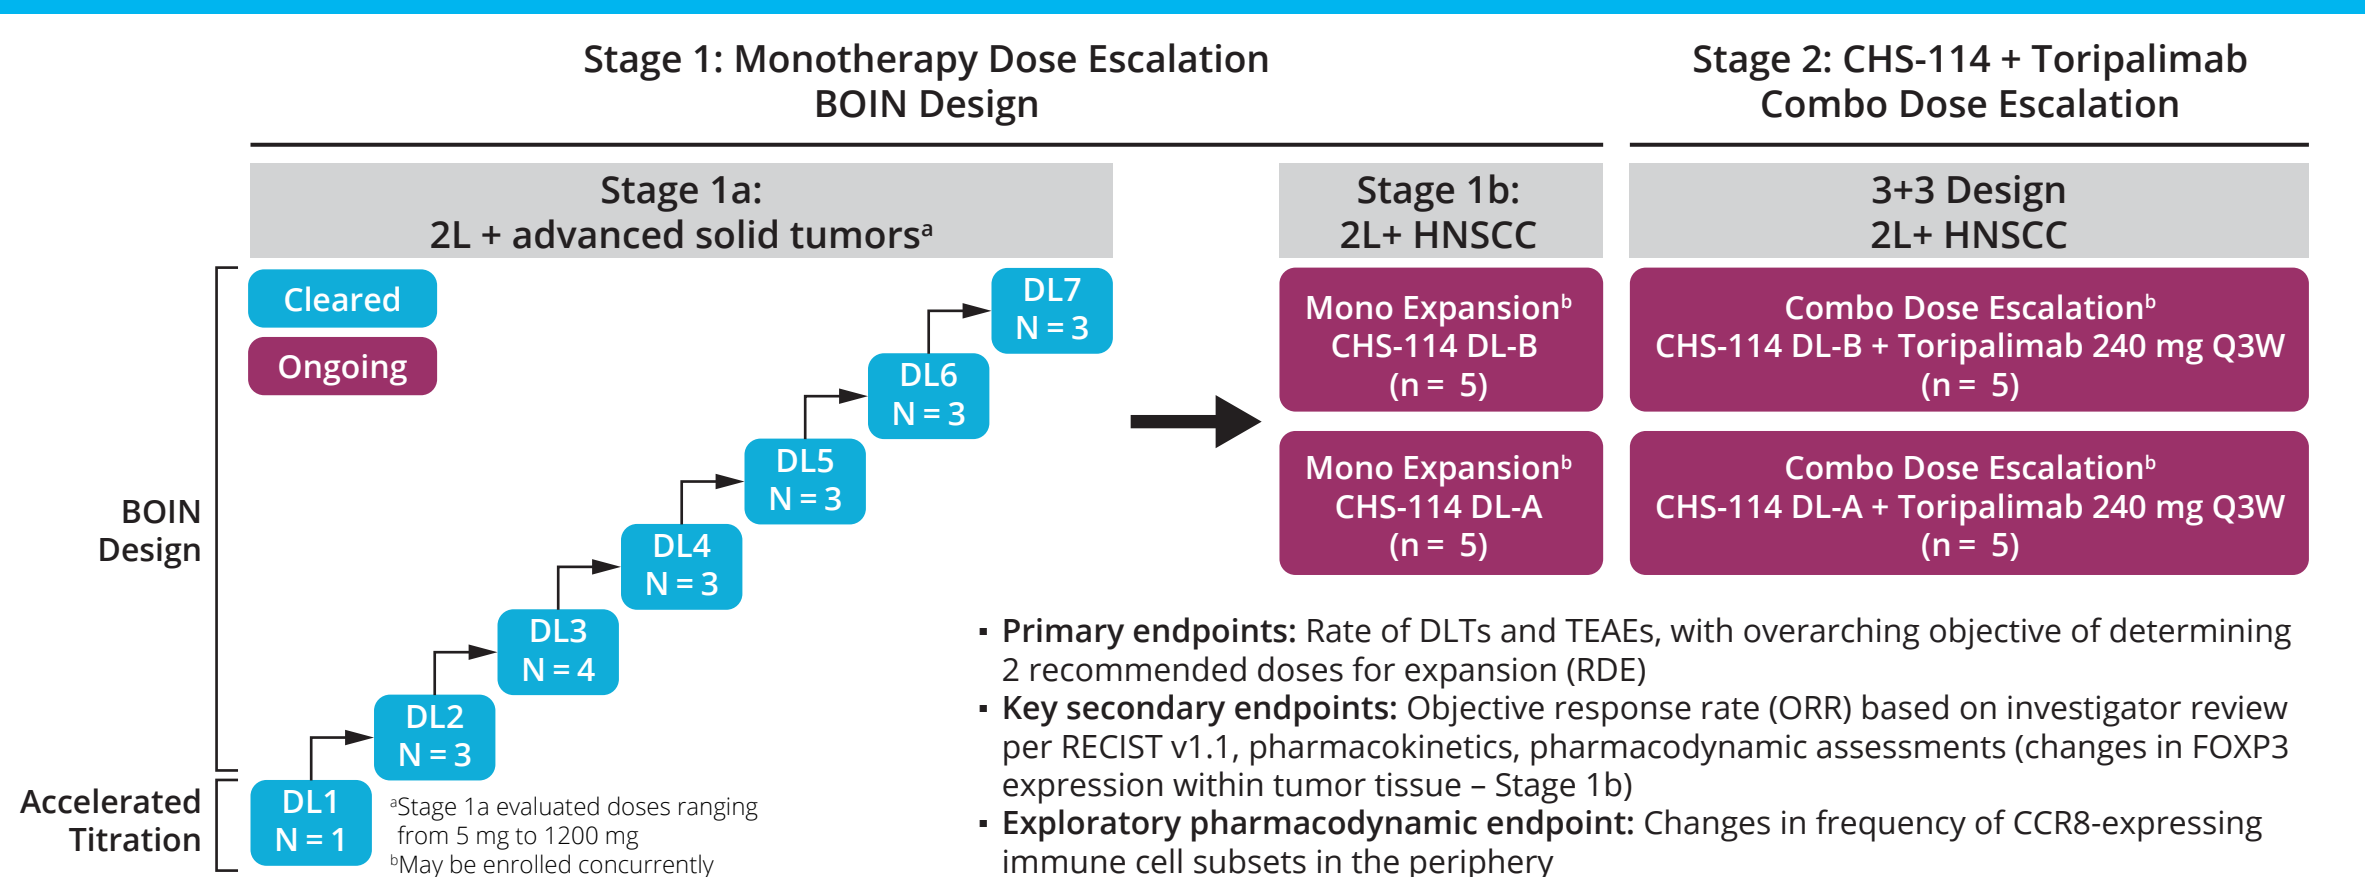 Stage 1: Monotherapy Dose Escalation
BOIN Design
Stage 2: CHS-114 + Toripalimab
Combo Dose Escalation
Stage 1a:
2L + advanced solid tumorsᵃ
Stage 1b:
2L+ HNSCC
3+3 Design
2L+ HNSCC
Cleared
Ongoing
BOIN
Design
Accelerated
Titration
DL1
N = 1
DL2
N = 3
DL3
N = 4
DL4
N = 3
DL5
N = 3
DL6
N = 3
DL7
N = 3
Mono Expansionᵇ
CHS-114 DL-B
(n = 5)
Mono Expansionᵇ
CHS-114 DL-A
(n = 5)
Combo Dose Escalationᵇ
CHS-114 DL-B + Toripalimab 240 mg Q3W
(n = 5)
Combo Dose Escalationᵇ
CHS-114 DL-A + Toripalimab 240 mg Q3W
(n = 5)
ᵃStage 1a evaluated doses ranging
from 5 mg to 1200 mg
ᵇMay be enrolled concurrently
▪ Primary endpoints: Rate of DLTs and TEAEs, with overarching objective of determining
2 recommended doses for expansion (RDE)
▪ Key secondary endpoints: Objective response rate (ORR) based on investigator review
per RECIST v1.1, pharmacokinetics, pharmacodynamic assessments (changes in FOXP3
expression within tumor tissue – Stage 1b)
▪ Exploratory pharmacodynamic endpoint: Changes in frequency of CCR8-expressing
immune cell subsets in the periphery